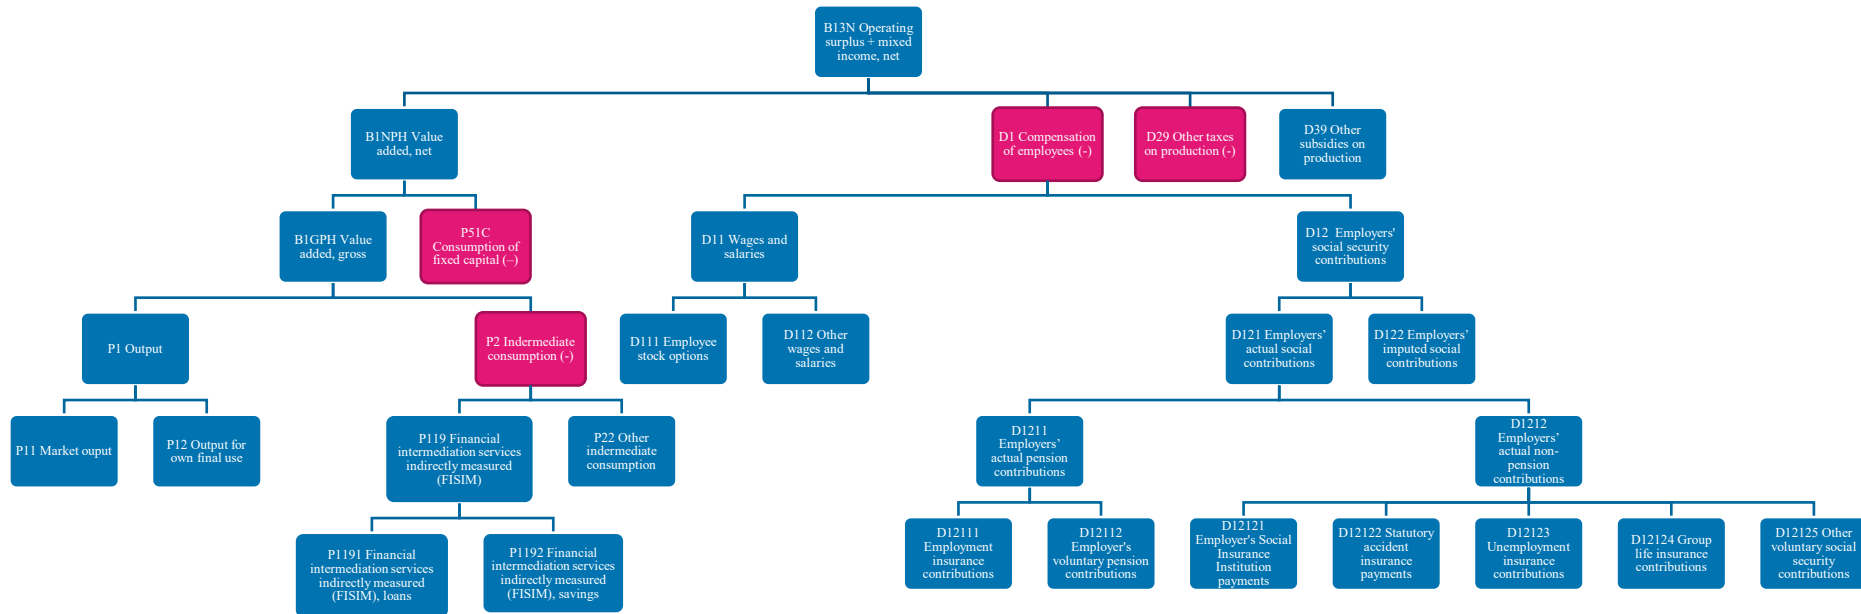 B13N Operating
surplus + mixed
income, net
B1NPH Value
added, net
D1 Compensation
of employees (-)
D29 Other taxes
on production (-)
D39 Other
subsidies on
production
B1GPH Value
added, gross
P51C
Consumption of
fixed capital (–)
D11 Wages and
salaries
D12 Employers'
social security
contributions
P1 Output
P2 Indermediate
consumption (-)
D111 Employee
stock options
D112 Other
wages and
salaries
D121 Employers’
actual social
contributions
D122 Employers’
imputed social
contributions
P11 Market ouput
P12 Output for
own final use
P119 Financial
intermediation services
indirectly measured
(FISIM)
P22 Other
indermediate
consumption
D1211
Employers’
actual pension
contributions
D1212
Employers’
actual non-
pension
contributions
P1191 Financial
intermediation services
indirectly measured
(FISIM), loans
P1192 Financial
intermediation services
indirectly measured
(FISIM), savings
D12111
Employment
insurance
contributions
D12112
Employer's
voluntary pension
contributions
D12121
Employer's Social
Insurance
Institution
payments
D12122 Statutory
accident
insurance
payments
D12123
Unemployment
insurance
contributions
D12124 Group
life insurance
contributions
D12125 Other
voluntary social
security
contributions